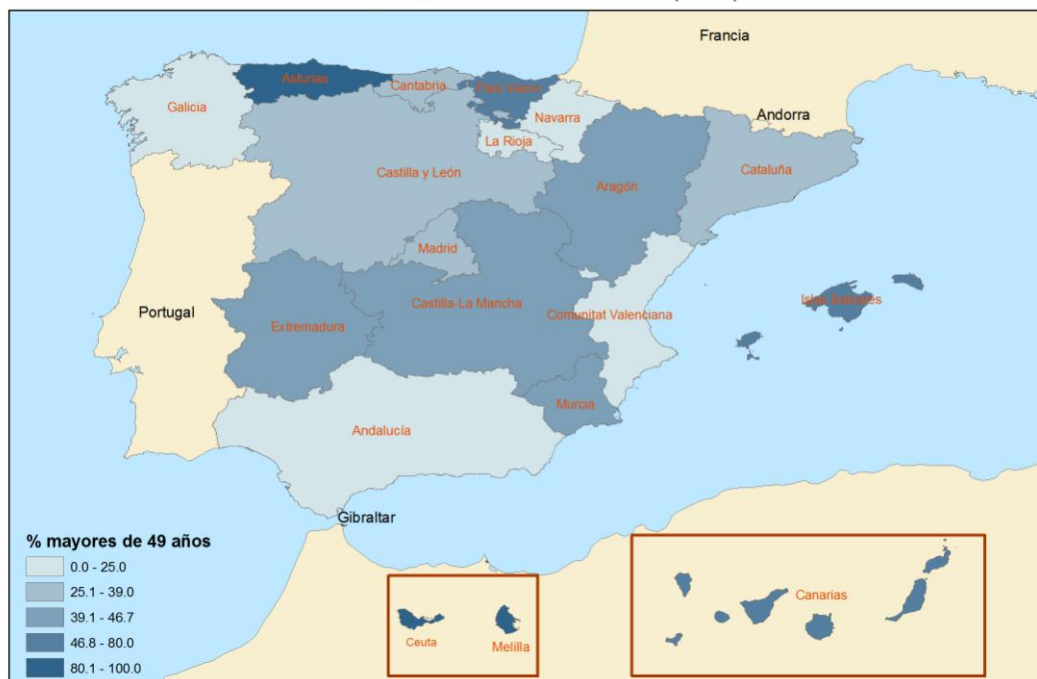 Francia
Asturias
Cantabria
País Vasco
Galicia
Navarra
Andorra
La Rioja
Castilla y León
Cataluña
Aragón
Madrid
Portugal
Castilla-La Mancha
Islas Baleares
Extremadura
Comunitat Valenciana
Murcia
Andalucía
Gibraltar
% mayores de 49 años
0.0 - 25.0
25.1 - 39.0
39.1 - 46.7
46.8 - 80.0
80.1 - 100.0
Ceuta
Melilla
Canarias